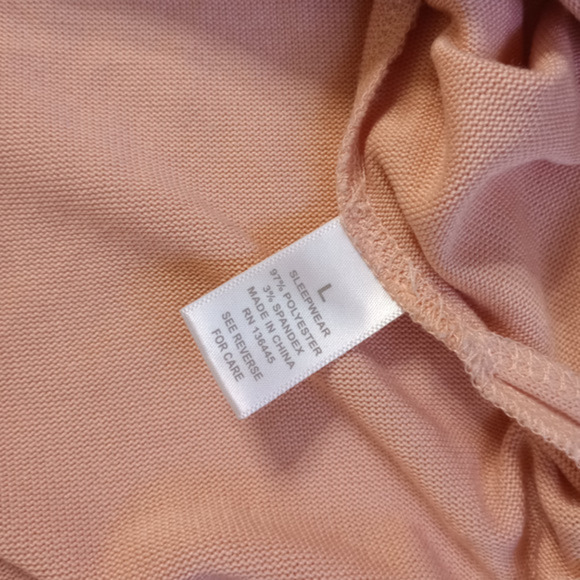 L
SLEEPWEAR
97% POLYESTER
3% SPANDEX
MADE IN CHINA
RN 136445
SEE REVERSE
FOR CARE